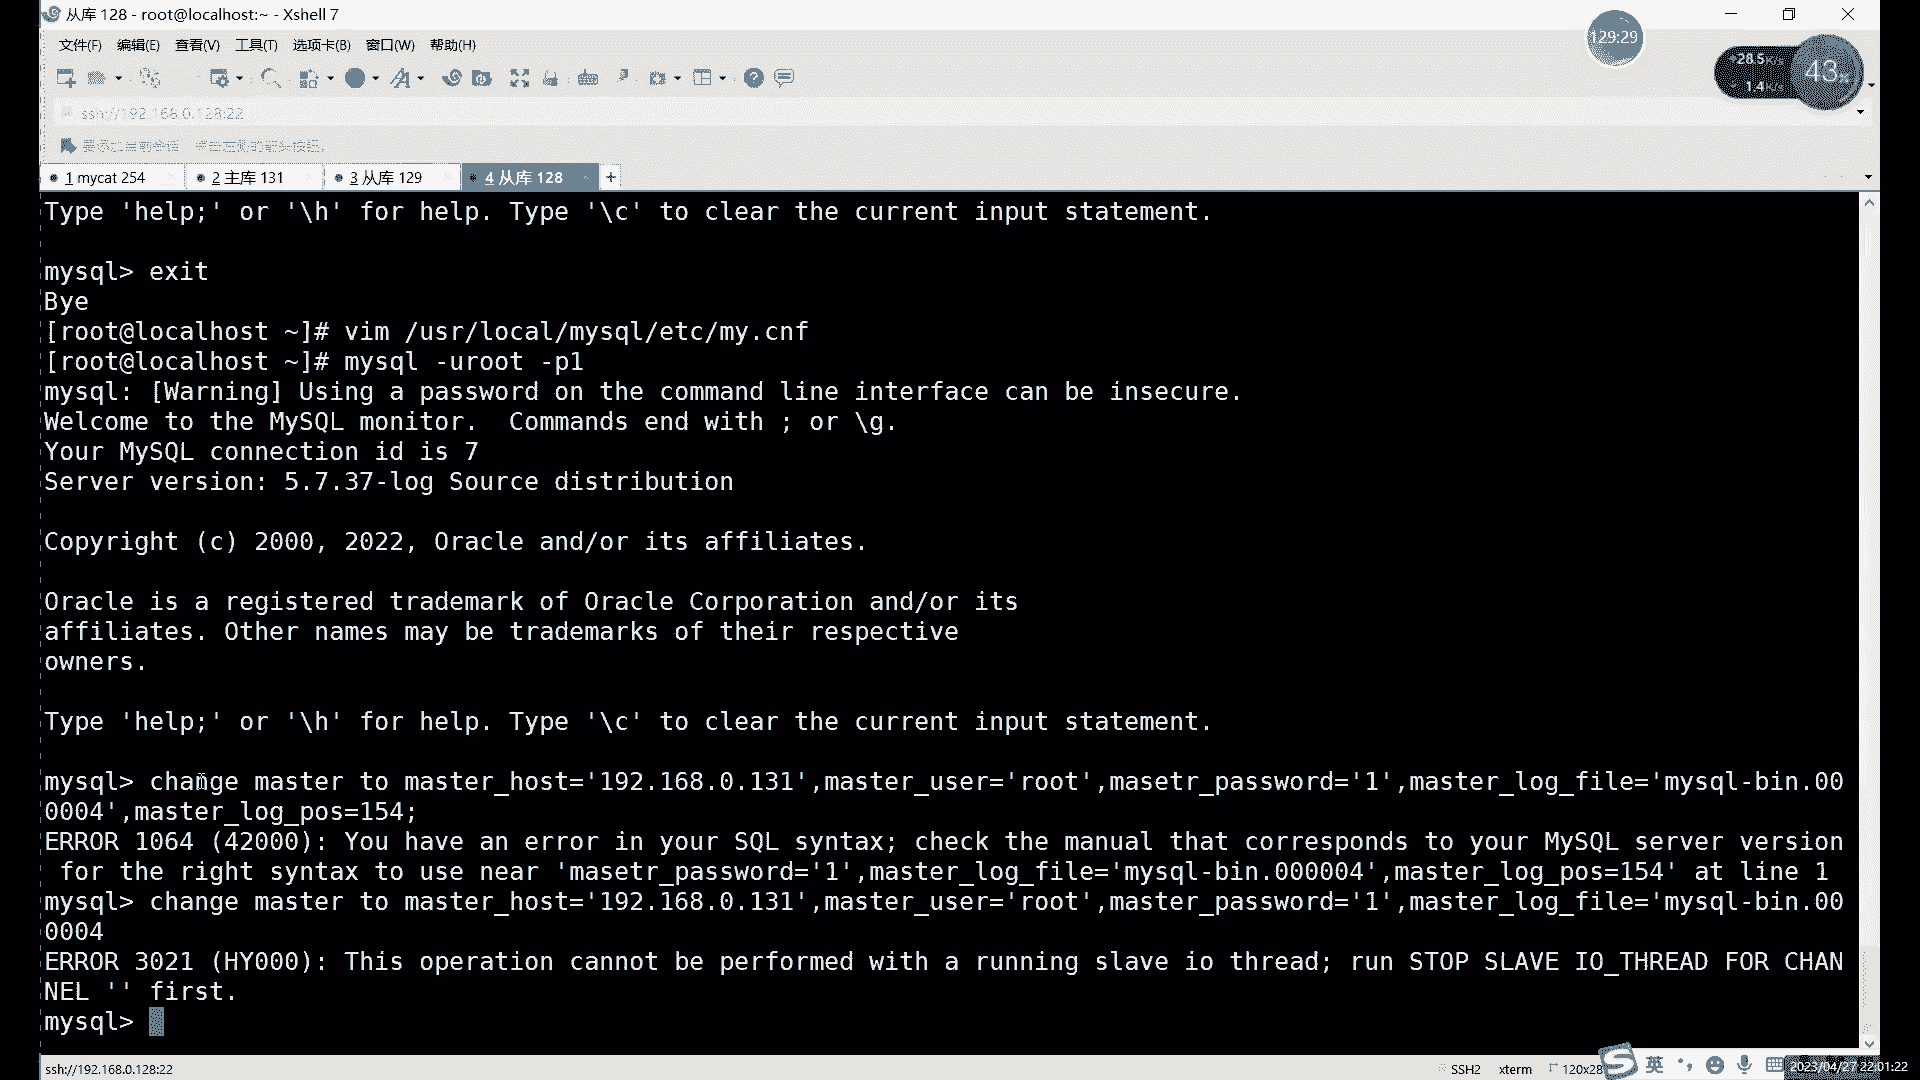 从库 128 - root@localhost:~ - Xshell 7
129:29
文件(F) 编辑(E) 查看(V) 工具(T) 选项卡(B) 窗口(W) 帮助(H)
28.5K/s
1.4K/s
43%
ssh://192.168.0.128:22
1 mycat 254 2 主库 131 3 从库 129 4 从库 128 +
Type 'help;' or '\h' for help. Type '\c' to clear the current input statement.
mysql> exit
Bye
[root@localhost ~]# vim /usr/local/mysql/etc/my.cnf
[root@localhost ~]# mysql -uroot -p1
mysql: [Warning] Using a password on the command line interface can be insecure.
Welcome to the MySQL monitor.  Commands end with ; or \g.
Your MySQL connection id is 7
Server version: 5.7.37-log Source distribution
Copyright (c) 2000, 2022, Oracle and/or its affiliates.
Oracle is a registered trademark of Oracle Corporation and/or its
affiliates. Other names may be trademarks of their respective
owners.
Type 'help;' or '\h' for help. Type '\c' to clear the current input statement.
mysql> change master to master_host='192.168.0.131',master_user='root',masetr_password='1',master_log_file='mysql-bin.00
0004',master_log_pos=154;
ERROR 1064 (42000): You have an error in your SQL syntax; check the manual that corresponds to your MySQL server version
 for the right syntax to use near 'masetr_password='1',master_log_file='mysql-bin.000004',master_log_pos=154' at line 1
mysql> change master to master_host='192.168.0.131',master_user='root',master_password='1',master_log_file='mysql-bin.00
0004
ERROR 3021 (HY000): This operation cannot be performed with a running slave io thread; run STOP SLAVE IO_THREAD FOR CHAN
NEL '' first.
mysql>
ssh://192.168.0.128:22 SSH2 xterm 120x28 英 2023/04/27 22:01:22